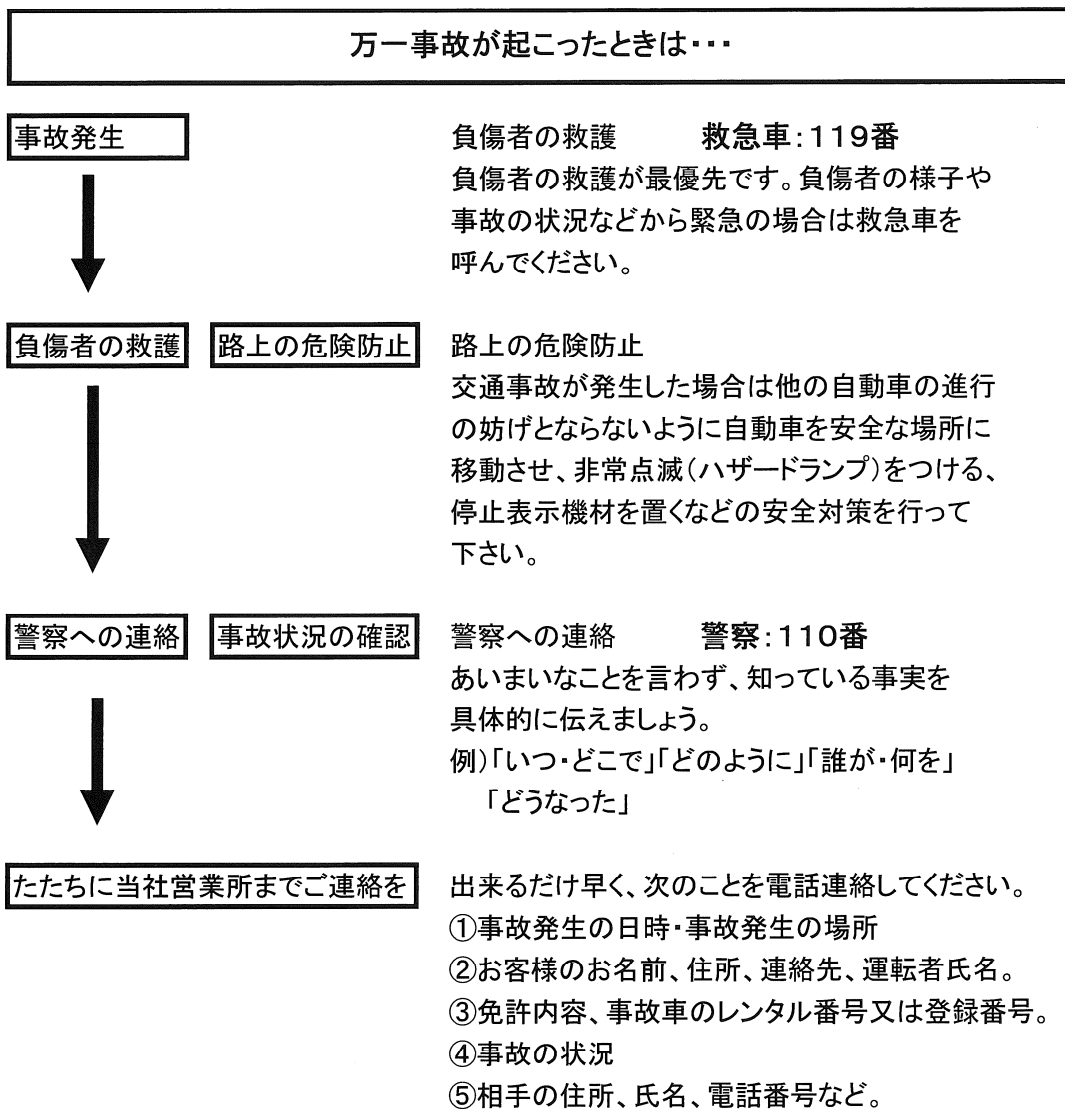 万一事故が起こったときは･･･
事故発生
負傷者の救護　　救急車：119番
負傷者の救護が最優先です。負傷者の様子や
事故の状況などから緊急の場合は救急車を
呼んでください。
負傷者の救護　路上の危険防止
路上の危険防止
交通事故が発生した場合は他の自動車の進行
の妨げとならないように自動車を安全な場所に
移動させ、非常点滅（ハザードランプ）をつける、
停止表示機材を置くなどの安全対策を行って
下さい。
警察への連絡　事故状況の確認
警察への連絡　　警察：110番
あいまいなことを言わず、知っている事実を
具体的に伝えましょう。
例）「いつ・どこで」「どのように」「誰が・何を」
「どうなった」
たたちに当社営業所までご連絡を
出来るだけ早く、次のことを電話連絡してください。
①事故発生の日時・事故発生の場所
②お客様のお名前、住所、連絡先、運転者氏名。
③免許内容、事故車のレンタル番号又は登録番号。
④事故の状況
⑤相手の住所、氏名、電話番号など。